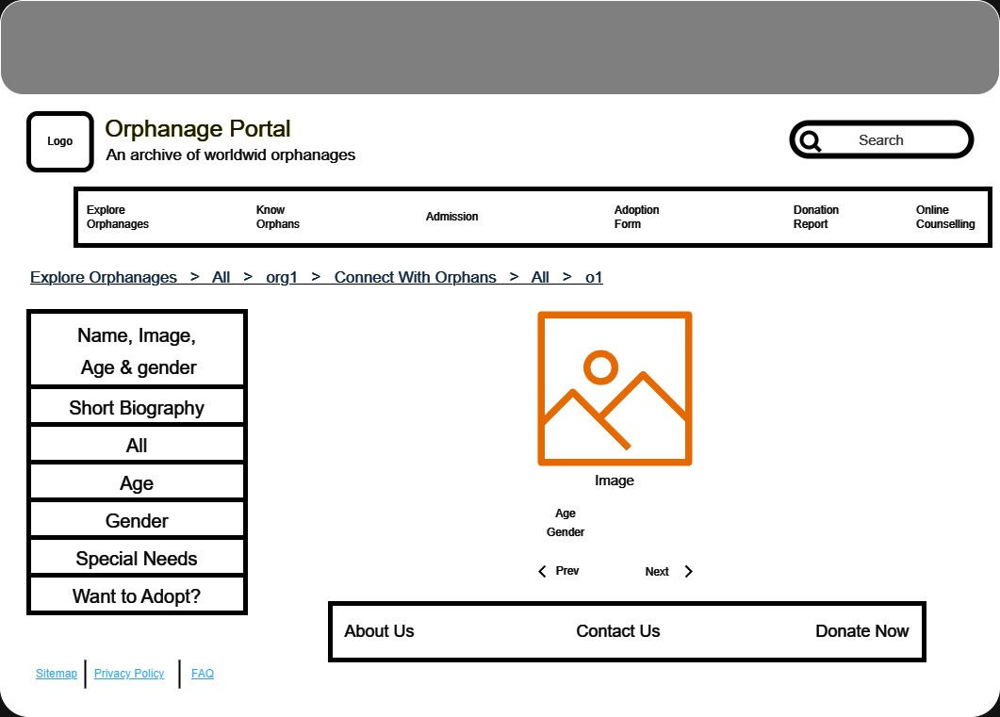 Logo
Orphanage Portal
An archive of worldwid orphanages
Search
Explore
Orphanages
Know
Orphans
Admission
Adoption
Form
Donation
Report
Online
Counselling
Explore Orphanages > All > org1 > Connect With Orphans > All > o1
Name, Image,
Age & gender
Short Biography
All
Age
Gender
Special Needs
Want to Adopt?
Image
Age
Gender
Prev
Next
About Us
Contact Us
Donate Now
Sitemap
Privacy Policy
FAQ